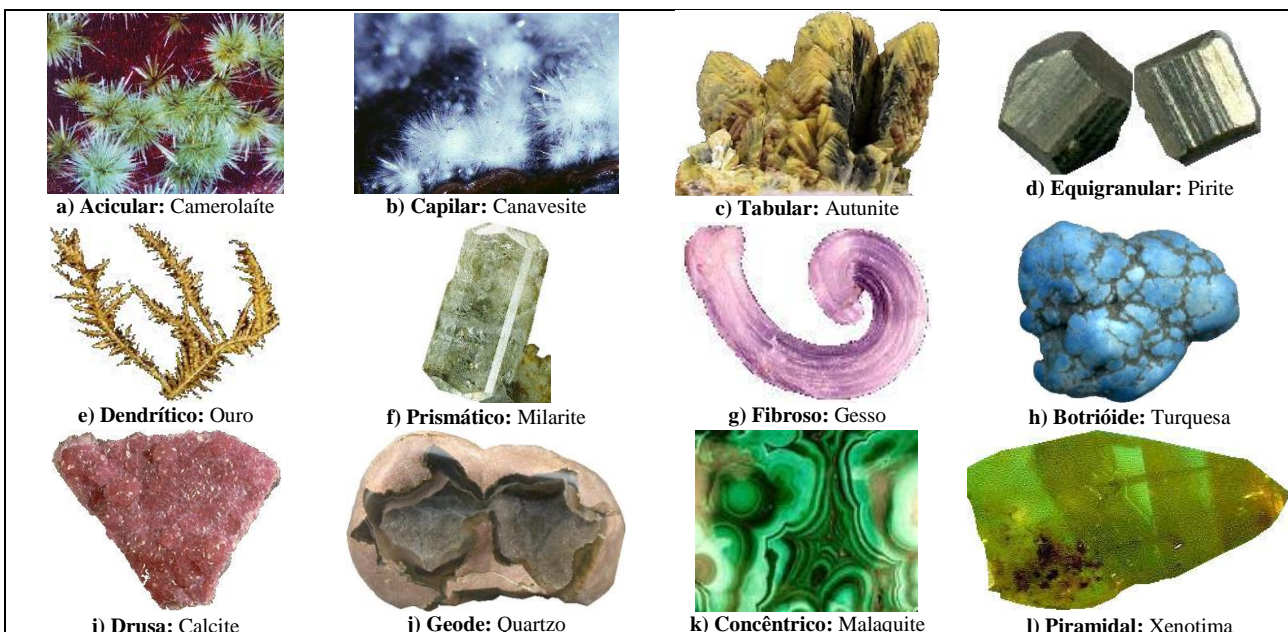 a) Acicular: Camerolaíte
b) Capilar: Canavesite
c) Tabular: Autunite
d) Equigranular: Pirite
e) Dendrítico: Ouro
f) Prismático: Milarite
g) Fibroso: Gesso
h) Botrióide: Turquesa
i) Drusa: Calcite
j) Geode: Quartzo
k) Concêntrico: Malaquite
l) Piramidal: Xenotima